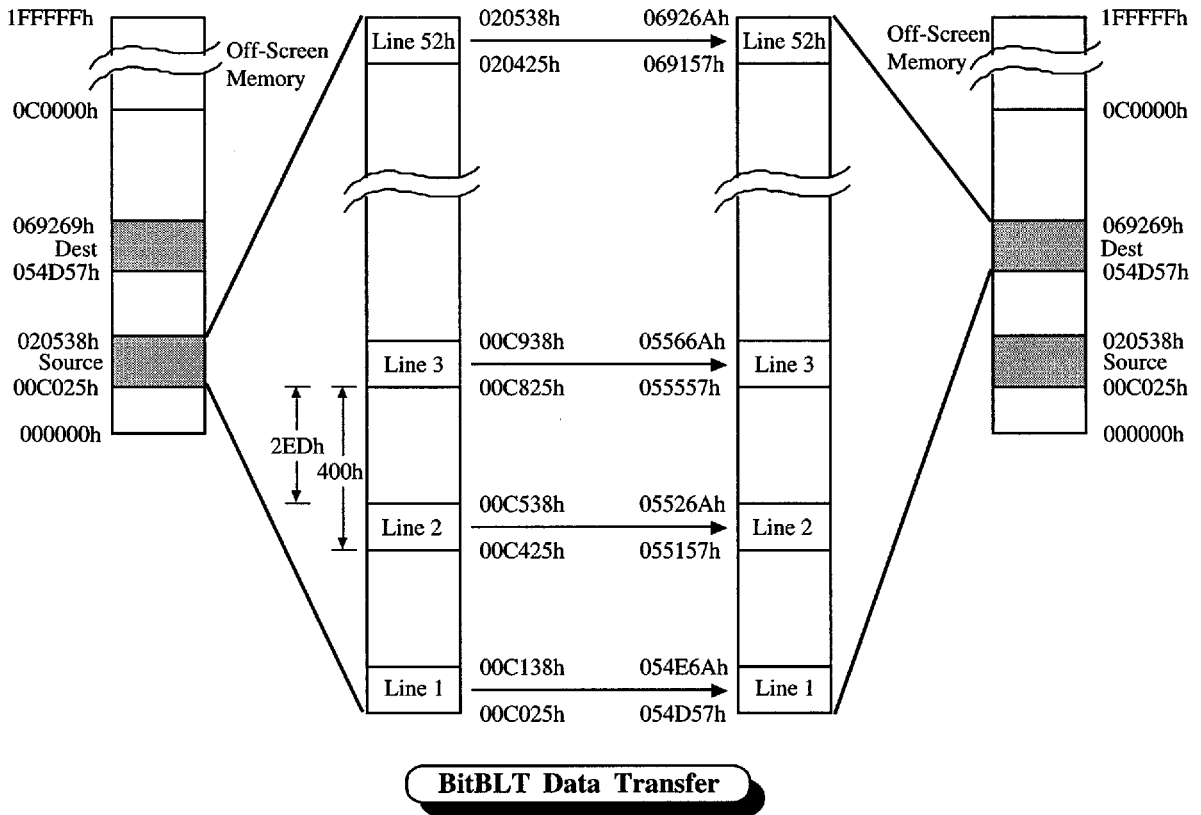 1FFFFFh
Off-Screen
Memory
0C0000h
069269h
Dest
054D57h
020538h
Source
00C025h
000000h
Line 52h
020538h
06926Ah
Line 52h
020425h
069157h
Line 3
00C938h
05566Ah
Line 3
00C825h
055557h
2EDh
400h
Line 2
00C538h
05526Ah
Line 2
00C425h
055157h
Line 1
00C138h
054E6Ah
Line 1
00C025h
054D57h
Off-Screen
Memory
1FFFFFh
0C0000h
069269h
Dest
054D57h
020538h
Source
00C025h
000000h
BitBLT Data Transfer